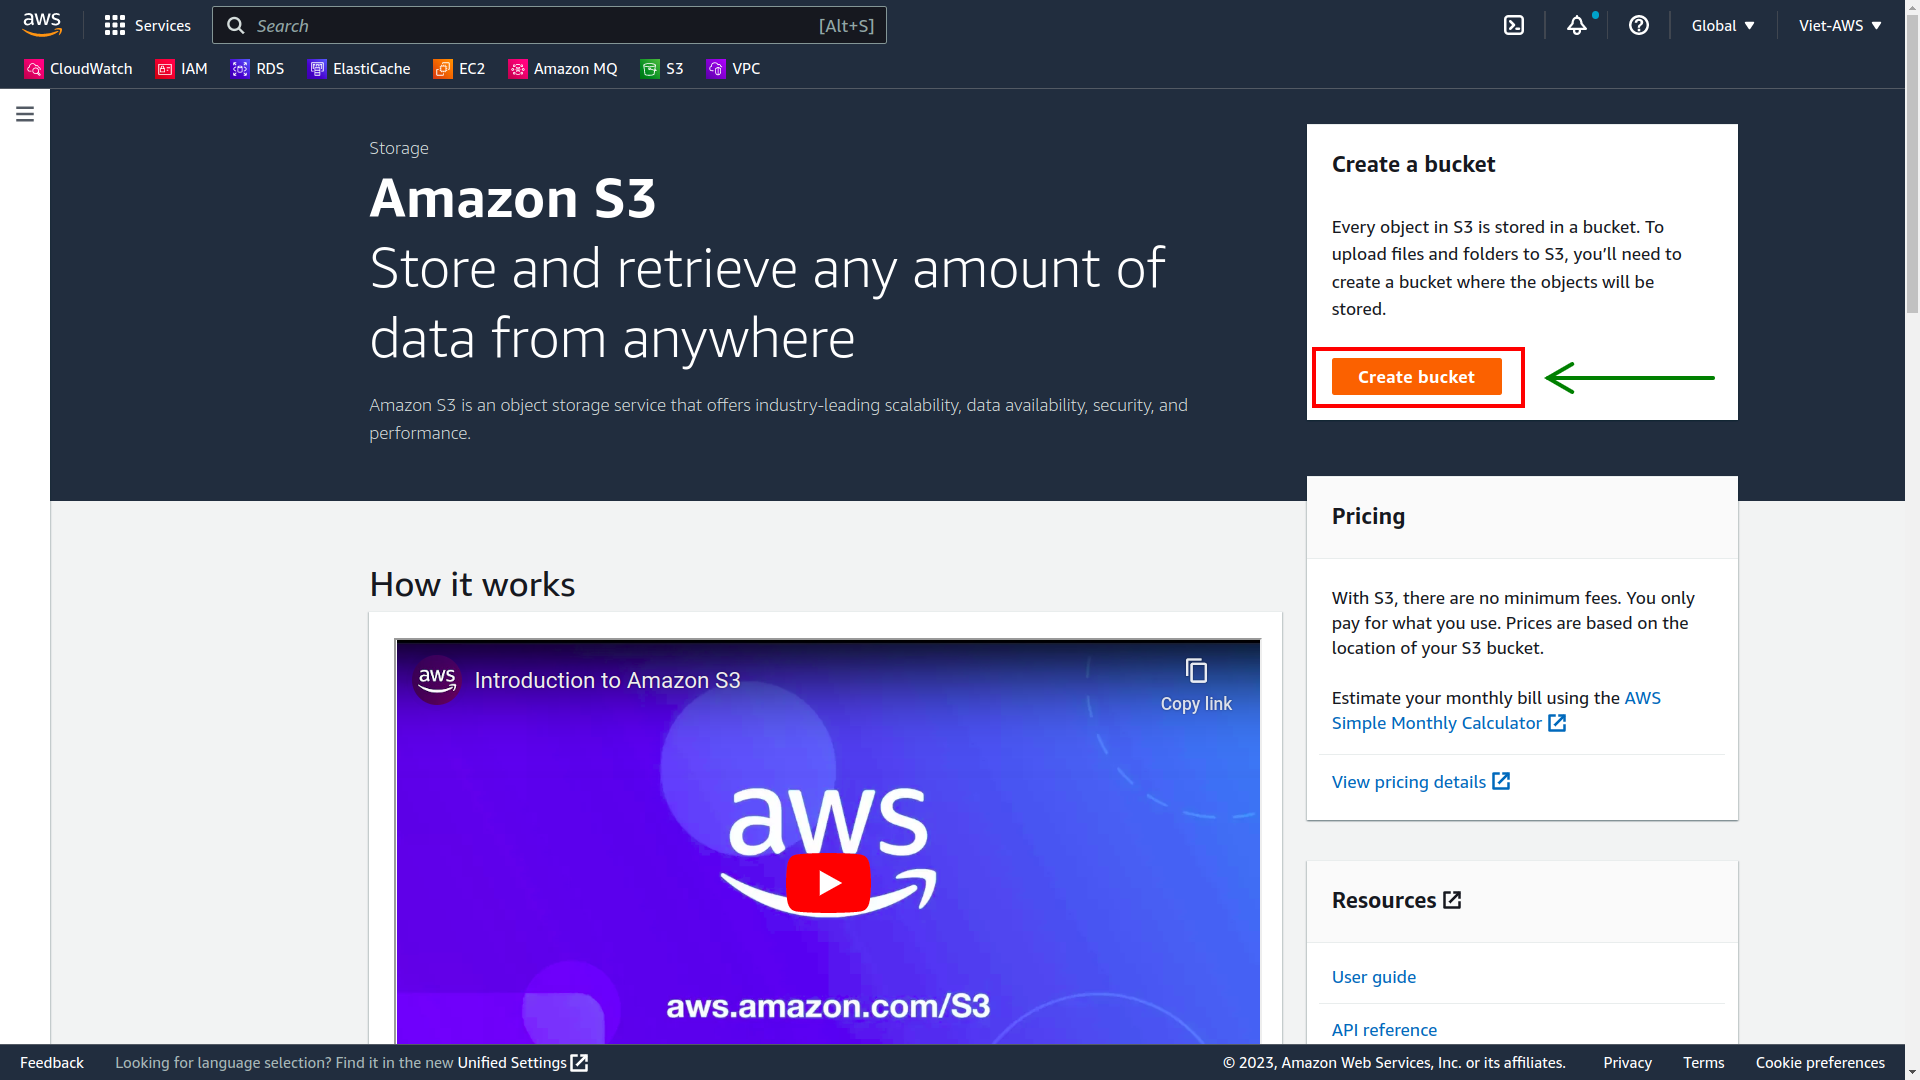 aws
Services
Search
[Alt+S]
Global
Viet-AWS
CloudWatch
IAM
RDS
ElastiCache
EC2
Amazon MQ
S3
VPC
Storage
Amazon S3
Store and retrieve any amount of
data from anywhere
Amazon S3 is an object storage service that offers industry-leading scalability, data availability, security, and
performance.
Create a bucket
Every object in S3 is stored in a bucket. To
upload files and folders to S3, you’ll need to
create a bucket where the objects will be
stored.
Create bucket
Pricing
With S3, there are no minimum fees. You only
pay for what you use. Prices are based on the
location of your S3 bucket.
Estimate your monthly bill using the AWS
Simple Monthly Calculator
View pricing details
Resources
User guide
API reference
How it works
aws
Introduction to Amazon S3
Copy link
aws
aws.amazon.com/S3
Feedback
Looking for language selection? Find it in the new Unified Settings
© 2023, Amazon Web Services, Inc. or its affiliates.
Privacy
Terms
Cookie preferences